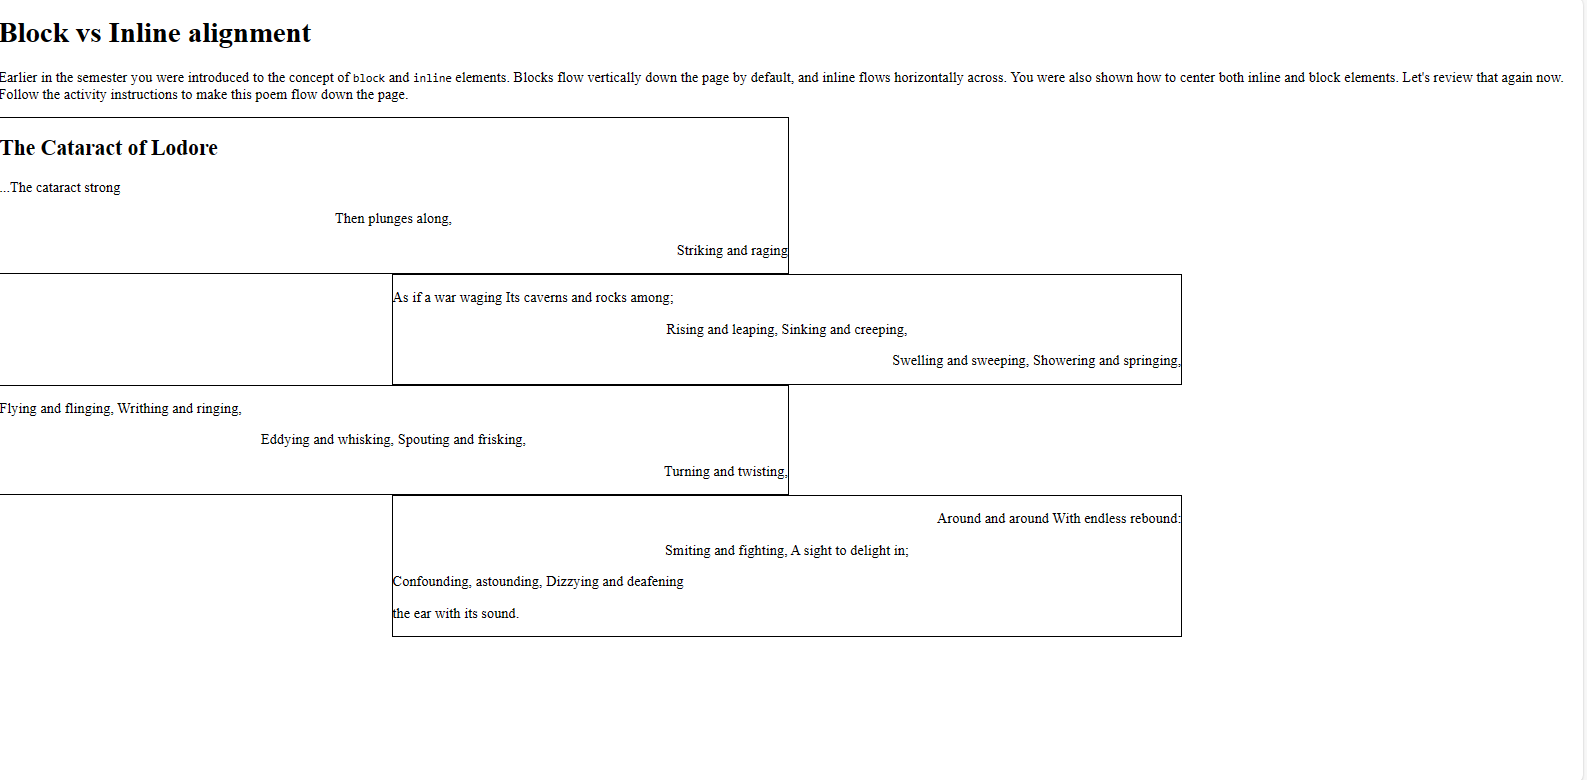 Block vs Inline alignment
Earlier in the semester you were introduced to the concept of block and inline elements. Blocks flow vertically down the page by default, and inline flows horizontally across. You were also shown how to center both inline and block elements. Let's review that again now.
Follow the activity instructions to make this poem flow down the page.
The Cataract of Lodore
...The cataract strong
Then plunges along,
Striking and raging
As if a war waging Its caverns and rocks among;
Rising and leaping, Sinking and creeping,
Swelling and sweeping, Showering and springing,
Flying and flinging, Writhing and ringing,
Eddying and whisking, Spouting and frisking,
Turning and twisting,
Around and around With endless rebound:
Smiting and fighting, A sight to delight in;
Confounding, astounding, Dizzying and deafening
the ear with its sound.